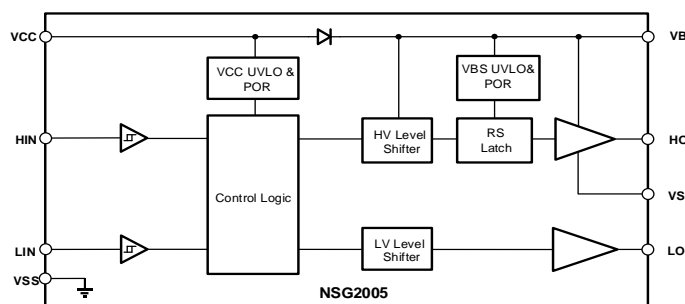 VCC
VB
VCC UVLO &
POR
VBS UVLO&
POR
HIN
HV Level
Shifter
RS
Latch
HO
Control Logic
VS
LIN
LV Level
Shifter
LO
VSS
NSG2005